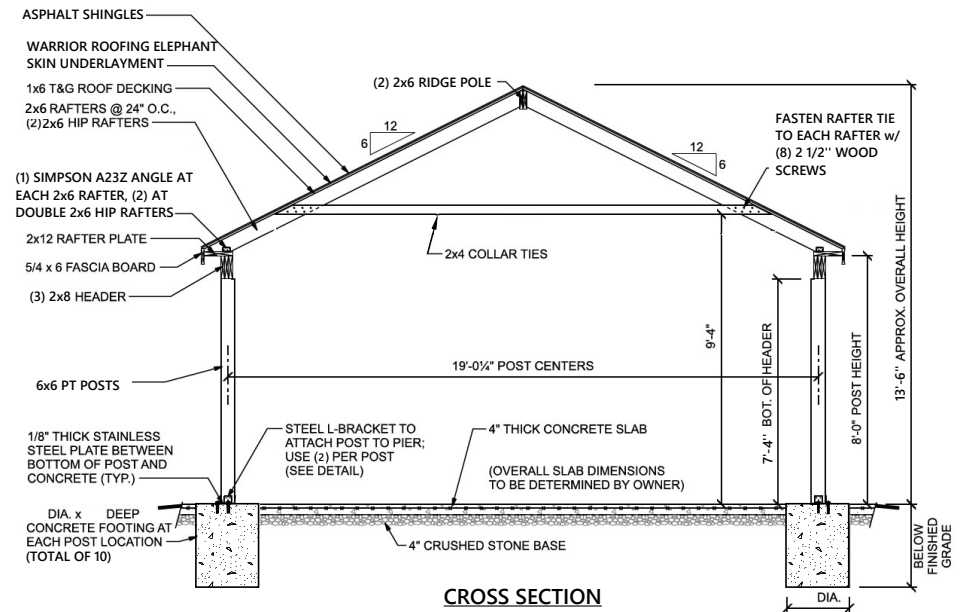 ASPHALT SHINGLES
WARRIOR ROOFING ELEPHANT
SKIN UNDERLAYMENT
1x6 T&G ROOF DECKING
2x6 RAFTERS @ 24" O.C.,
(2)2x6 HIP RAFTERS
(1) SIMPSON A23Z ANGLE AT
EACH 2x6 RAFTER, (2) AT
DOUBLE 2x6 HIP RAFTERS
2x12 RAFTER PLATE
5/4 x 6 FASCIA BOARD
(3) 2x8 HEADER
6x6 PT POSTS
1/8" THICK STAINLESS
STEEL PLATE BETWEEN
BOTTOM OF POST AND
CONCRETE (TYP.)
DIA. x DEEP
CONCRETE FOOTING AT
EACH POST LOCATION
(TOTAL OF 10)
(2) 2x6 RIDGE POLE
12
6
12
6
FASTEN RAFTER TIE
TO EACH RAFTER w/
(8) 2 1/2'' WOOD
SCREWS
2x4 COLLAR TIES
19'-0¼" POST CENTERS
9'-4"
7'-4'' BOT. OF HEADER
8'-0" POST HEIGHT
13'-6'' APPROX. OVERALL HEIGHT
STEEL L-BRACKET TO
ATTACH POST TO PIER;
USE (2) PER POST
(SEE DETAIL)
4" THICK CONCRETE SLAB
(OVERALL SLAB DIMENSIONS
TO BE DETERMINED BY OWNER)
4" CRUSHED STONE BASE
BELOW
FINISHED
GRADE
DIA.
CROSS SECTION